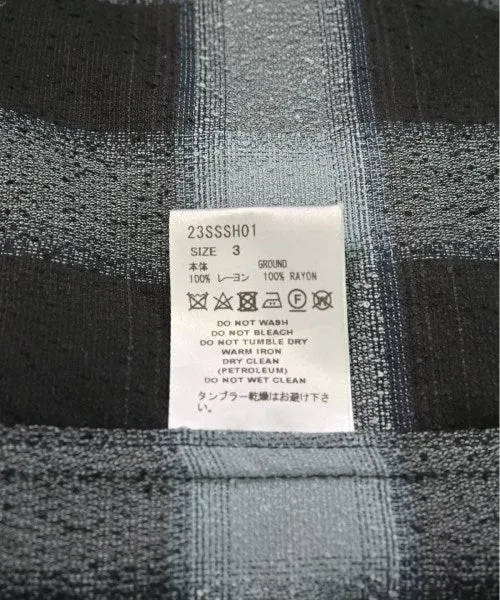 23SSSH01
SIZE 3
本体 GROUND
100% レーヨン 100% RAYON
DO NOT WASH
DO NOT BLEACH
DO NOT TUMBLE DRY
WARM IRON
DRY CLEAN
(PETROLEUM)
DO NOT WET CLEAN
タンブラー乾燥はお避け下さ
い。